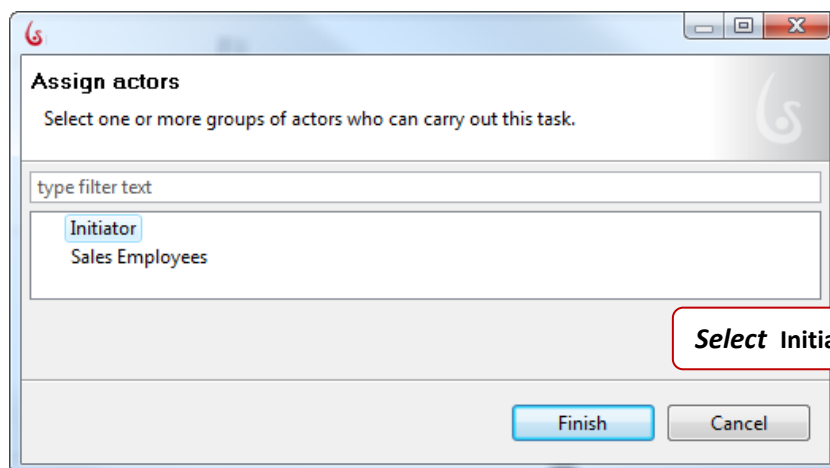 Assign actors
Select one or more groups of actors who can carry out this task.
type filter text
Initiator
Sales Employees
Select
Finish Cancel